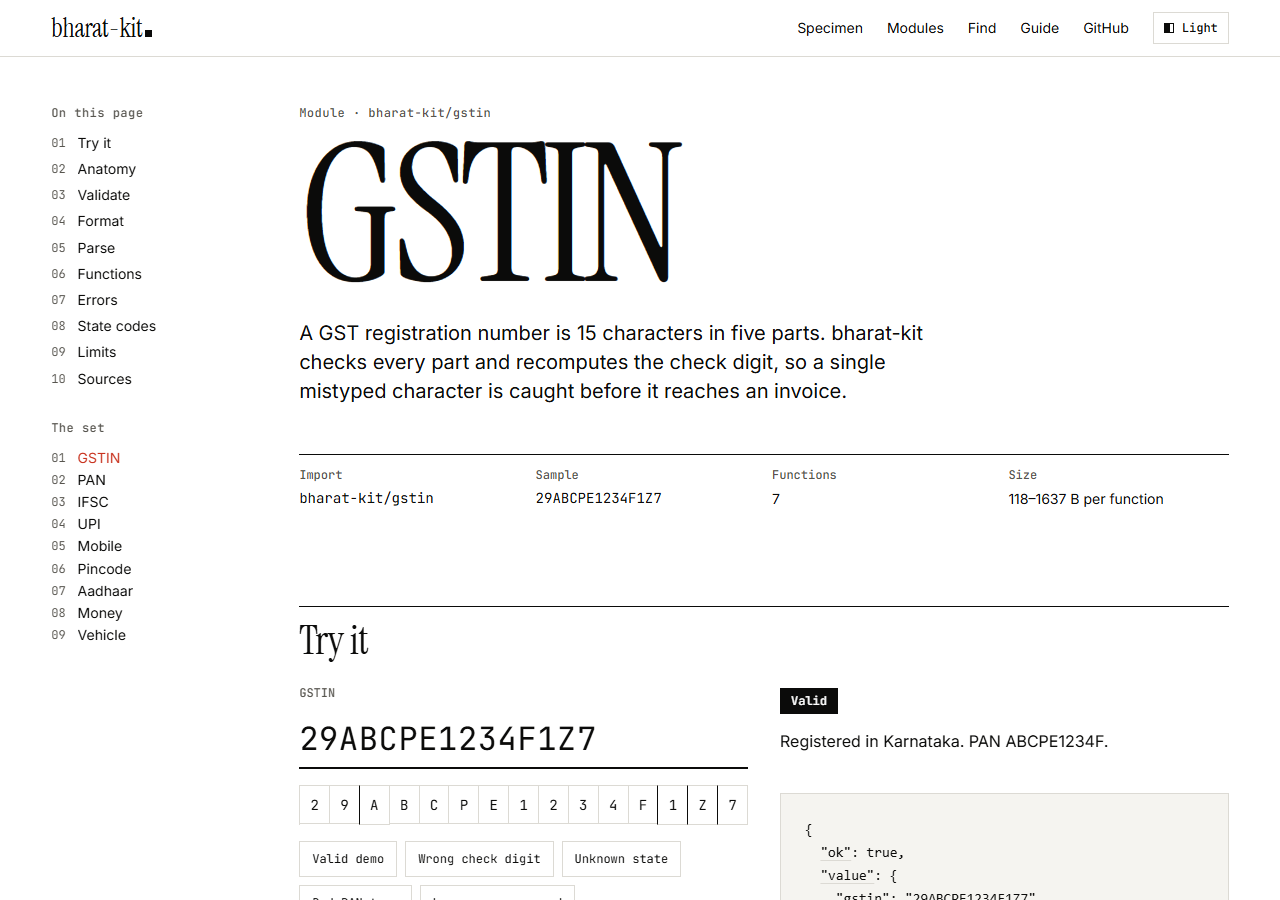 bharat-kit
Specimen Modules Find Guide GitHub Light
On this page
01 Try it
02 Anatomy
03 Validate
04 Format
05 Parse
06 Functions
07 Errors
08 State codes
09 Limits
10 Sources
The set
01 GSTIN
02 PAN
03 IFSC
04 UPI
05 Mobile
06 Pincode
07 Aadhaar
08 Money
09 Vehicle
Module · bharat-kit/gstin
GSTIN
A GST registration number is 15 characters in five parts. bharat-kit
checks every part and recomputes the check digit, so a single
mistyped character is caught before it reaches an invoice.
Import Sample Functions Size
bharat-kit/gstin 29ABCPE1234F1Z7 7 118–1637 B per function
Try it
GSTIN
29ABCPE1234F1Z7
2 9 A B C P E 1 2 3 4 F 1 Z 7
Valid demo Wrong check digit Unknown state
Valid
Registered in Karnataka. PAN ABCPE1234F.
{
"ok": true,
"value": {
"gstin": "29ABCPE1234F1Z7"